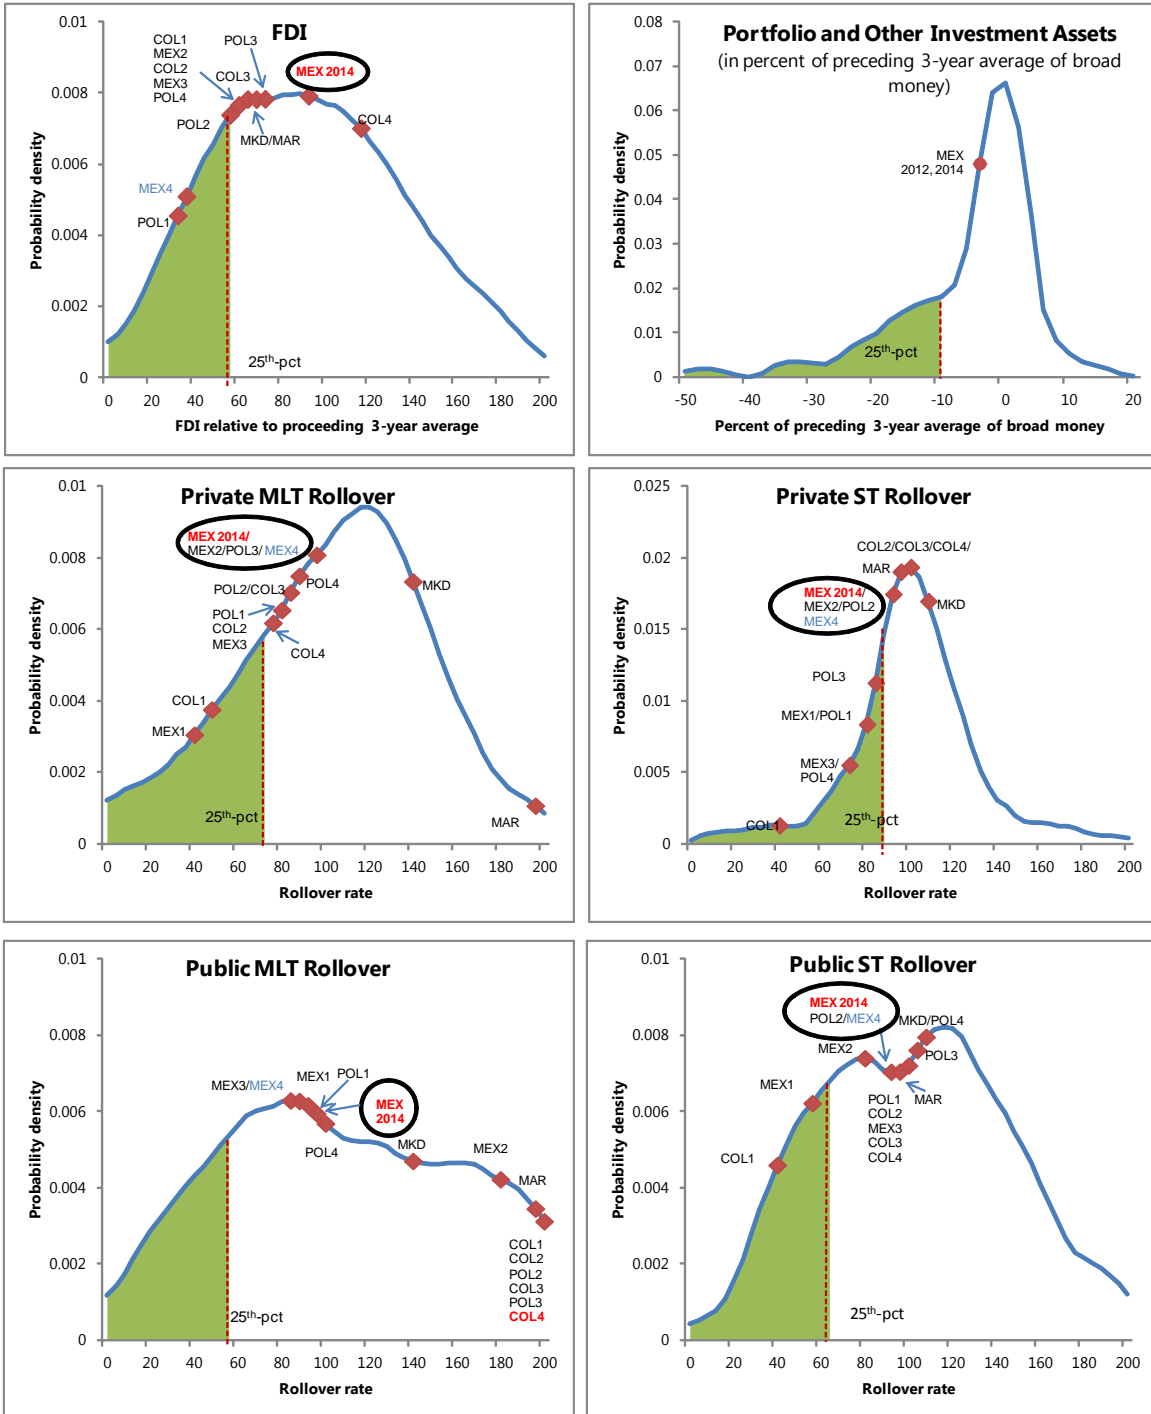 FDI
0.01
0.008
0.006
0.004
0.002
0
Probability density
COL1
MEX2
COL2
MEX3
POL4
POL3
COL3
MEX 2014
POL2
MKD/MAR
COL4
MEX4
POL1
25th-pct
0 20 40 60 80 100 120 140 160 180 200
FDI relative to proceeding 3-year average
Portfolio and Other Investment Assets
(in percent of preceding 3-year average of broad
money)
0.08
0.07
0.06
0.05
0.04
0.03
0.02
0.01
0
Probability density
MEX
2012, 2014
25th-pct
-50 -40 -30 -20 -10 0 10 20
Percent of preceding 3-year average of broad money
Private MLT Rollover
0.01
0.008
0.006
0.004
0.002
0
Probability density
MEX 2014/
MEX2/POL3/MEX4
POL2/COL3
POL4
MKD
POL1
COL2
MEX3
COL4
COL1
MEX1
25th-pct
MAR
0 20 40 60 80 100 120 140 160 180 200
Rollover rate
Private ST Rollover
0.025
0.02
0.015
0.01
0.005
0
Probability density
COL2/COL3/COL4/
MAR
MEX 2014/
MEX2/POL2
MEX4
MKD
POL3
MEX1/POL1
MEX3/
POL4
COL1
25th-pct
0 20 40 60 80 100 120 140 160 180 200
Rollover rate
Public MLT Rollover
0.01
0.008
0.006
0.004
0.002
0
Probability density
MEX3/MEX4
MEX1
POL1
MEX
2014
POL4
MKD
MEX2
MAR
COL1
COL2
POL2
COL3
POL3
COL4
25th-pct
0 20 40 60 80 100 120 140 160 180 200
Rollover rate
Public ST Rollover
0.01
0.008
0.006
0.004
0.002
0
Probability density
MEX 2014
POL2/MEX4
MKD/POL4
MEX2
POL3
MEX1
MAR
POL1
COL2
MEX3
COL3
COL4
COL1
25th-pct
0 20 40 60 80 100 120 140 160 180 200
Rollover rate